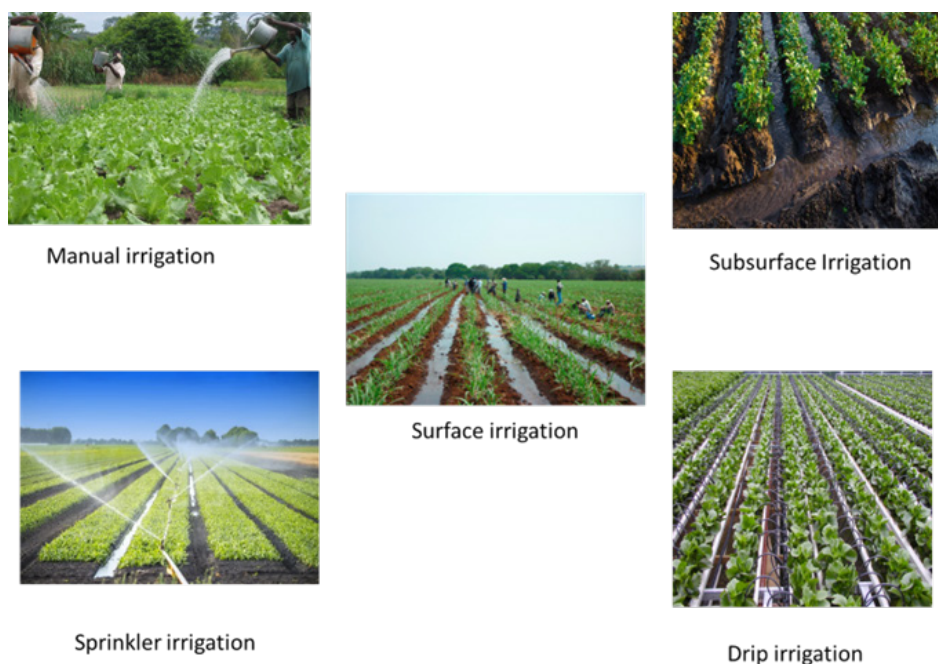 Manual irrigation
Subsurface Irrigation
Surface irrigation
Sprinkler irrigation
Drip irrigation